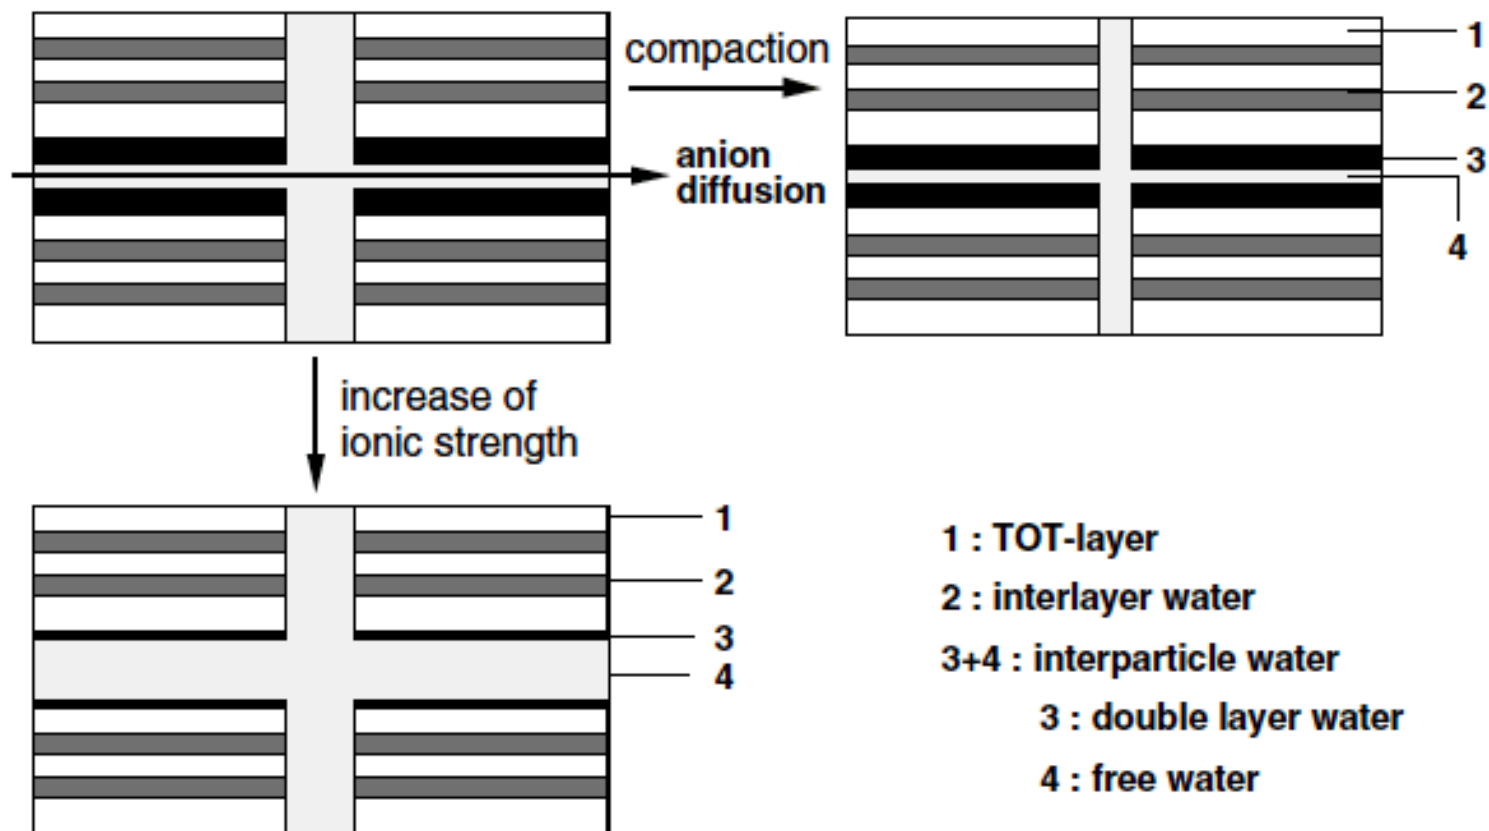 compaction
anion
diffusion
1
2
3
4
increase of
ionic strength
1
2
3
4
1 : TOT-layer
2 : interlayer water
3+4 : interparticle water
3 : double layer water
4 : free water